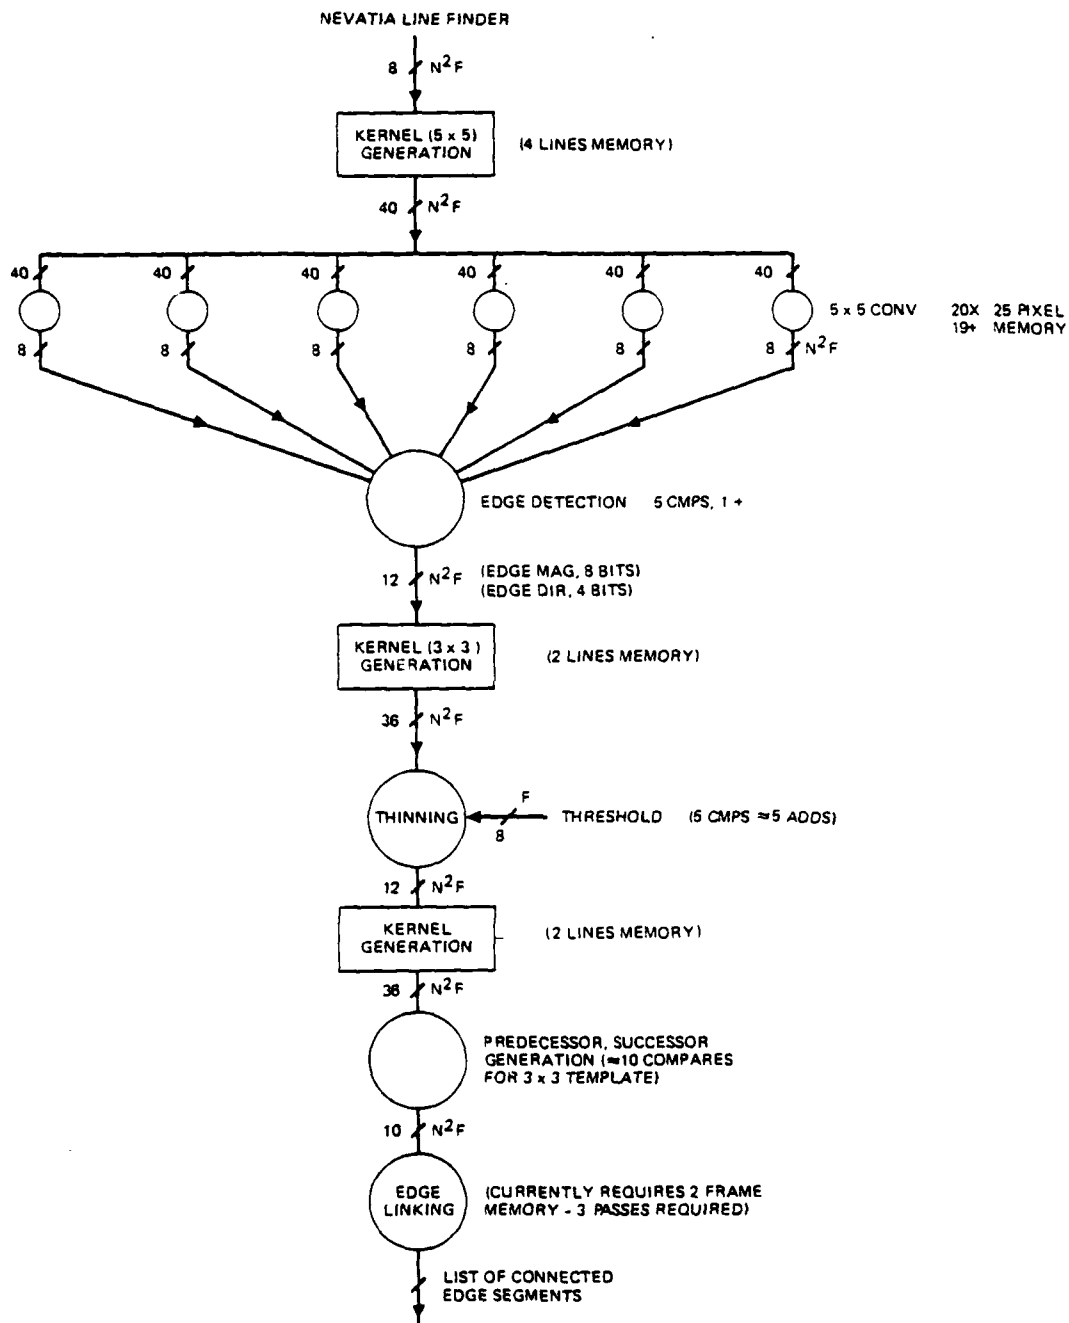 NEVATIA LINE FINDER
8 N²F
KERNEL (5 x 5)
GENERATION
(4 LINES MEMORY)
40 N²F
40 40 40 40 40 40
5 x 5 CONV 20X 25 PIXEL
19+ MEMORY
8 8 8 8 8 8 N²F
EDGE DETECTION 5 CMPS, 1 +
12 N²F (EDGE MAG, 8 BITS)
(EDGE DIR, 4 BITS)
KERNEL (3 x 3)
GENERATION
(2 LINES MEMORY)
36 N²F
THINNING
F
8
THRESHOLD (5 CMPS ≈ 5 ADDS)
12 N²F
KERNEL
GENERATION
(2 LINES MEMORY)
36 N²F
PREDECESSOR, SUCCESSOR
GENERATION (≈10 COMPARES
FOR 3 x 3 TEMPLATE)
10 N²F
EDGE
LINKING
(CURRENTLY REQUIRES 2 FRAME
MEMORY - 3 PASSES REQUIRED)
LIST OF CONNECTED
EDGE SEGMENTS